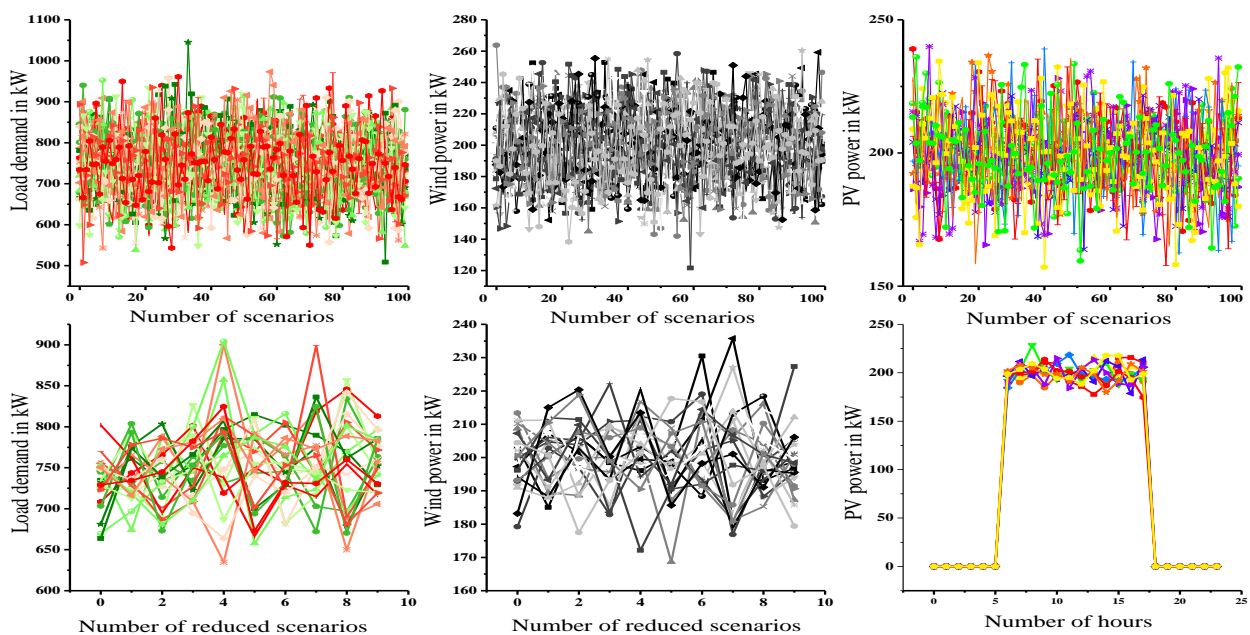 Load demand in kW
1100
1000
900
800
700
600
500
0 20 40 60 80 100
Number of scenarios
Wind power in kW
280
260
240
220
200
180
160
140
120
110
0 20 40 60 80 100
Number of scenarios
PV power in kW
250
200
150
0 20 40 60 80 100
Number of scenarios
Load demand in kW
900
850
800
750
700
650
600
0 2 4 6 8 10
Number of reduced scenarios
Wind power in kW
240
230
220
210
200
190
180
170
160
0 2 4 6 8 10
Number of reduced scenarios
PV power in kW
250
200
150
100
50
0
0 5 10 15 20 25
Number of hours